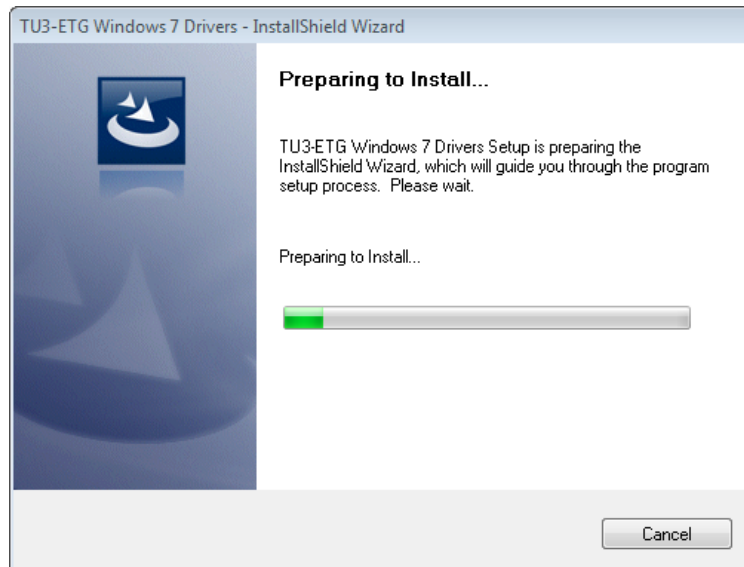 TU3-ETG Windows 7 Drivers - InstallShield Wizard
Preparing to Install...
TU3-ETG Windows 7 Drivers Setup is preparing the
InstallShield Wizard, which will guide you through the program
setup process.  Please wait.
Preparing to Install...
Cancel